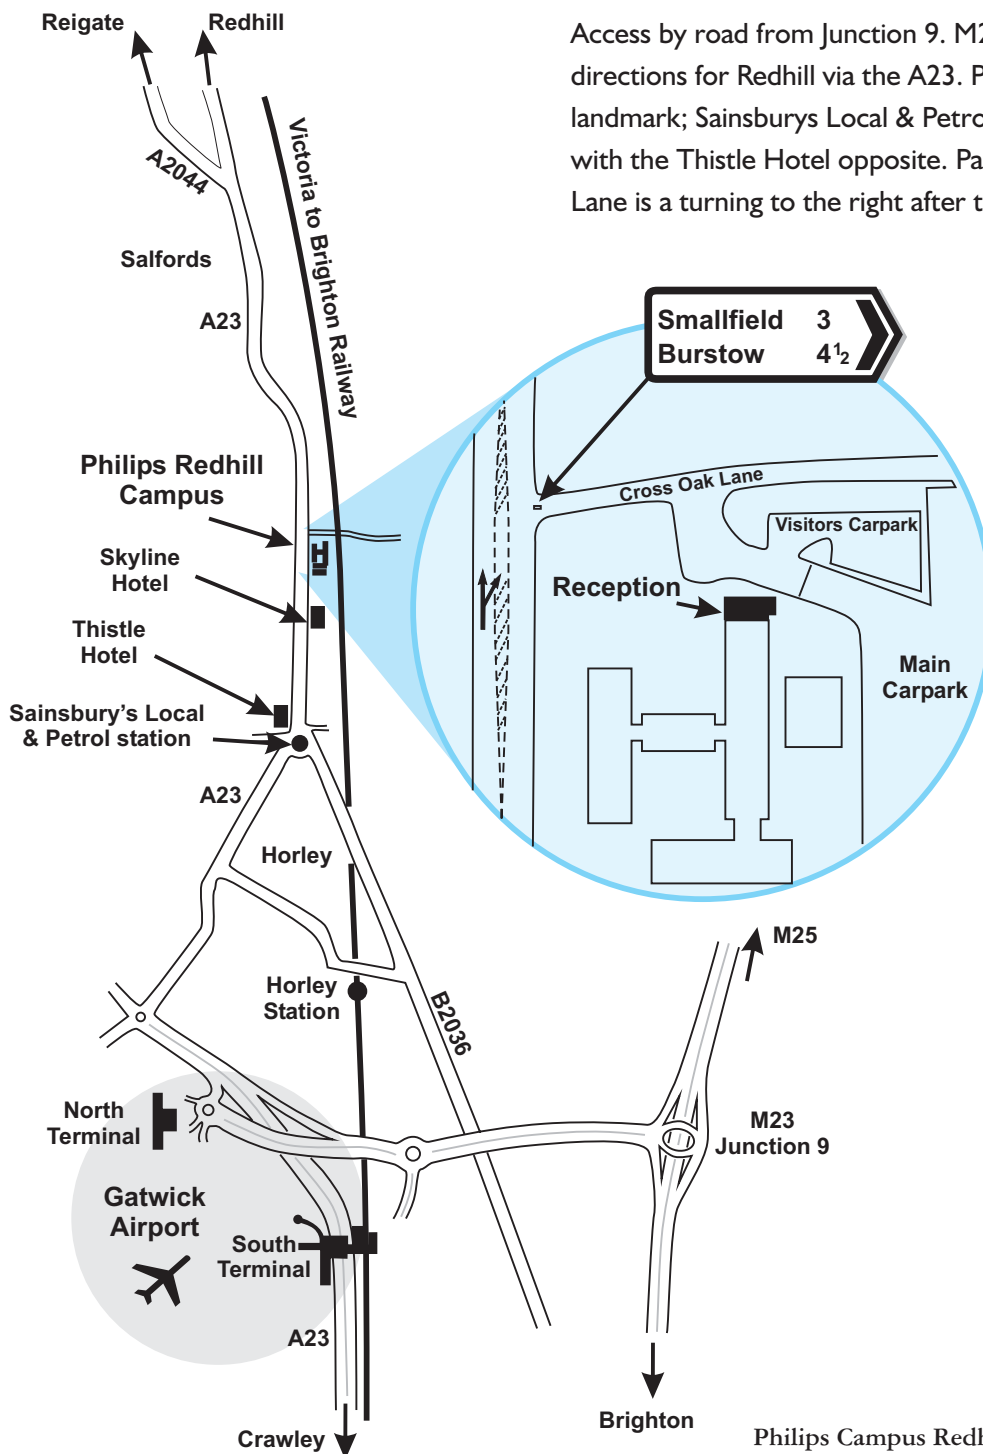 Reigate
Redhill
Access by road from Junction 9. M2
directions for Redhill via the A23. P
landmark; Sainsburys Local & Petro
with the Thistle Hotel opposite. Pa
Lane is a turning to the right after t
A2044
Victoria to Brighton Railway
Salfords
A23
Smallfield 3
Burstow 4½
Philips Redhill
Campus
Cross Oak Lane
Visitors Carpark
Skyline
Hotel
Reception
Thistle
Hotel
Main
Carpark
Sainsbury's Local
& Petrol station
A23
Horley
M25
Horley
Station
B2036
North
Terminal
M23
Junction 9
Gatwick
Airport
South
Terminal
A23
Brighton
Crawley
Philips Campus Redh